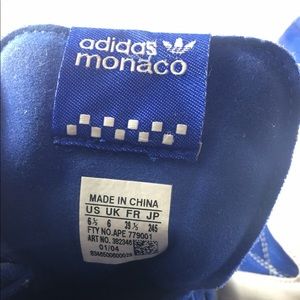 adidas
monaco
MADE IN CHINA
US UK FR JP
6½ 6 39⅓ 245
FTY NO. APE 779001
ART NO. 382346
01/04